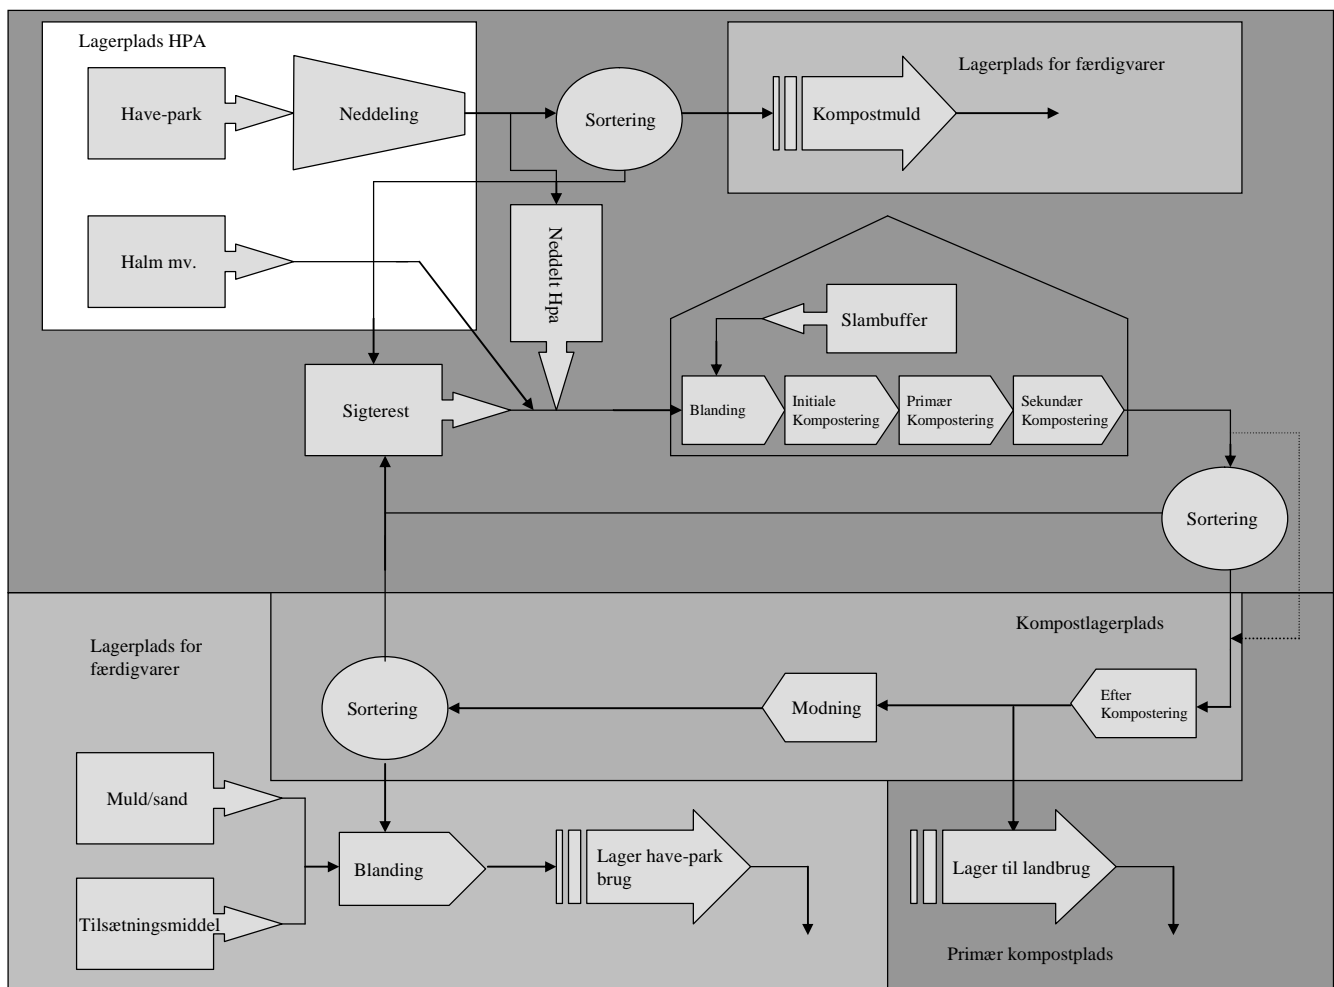 Lagerplads HPA
Have-park
Neddeling
Sortering
Kompostmuld
Lagerplads for færdigvarer
Halm mv.
Neddelt Hpa
Slambuffer
Sigterest
Blanding
Initiale
Kompostering
Primær
Kompostering
Sekundær
Kompostering
Sortering
Kompostlagerplads
Lagerplads for
færdigvarer
Sortering
Modning
Efter
Kompostering
Muld/sand
Blanding
Lager have-park
brug
Lager til landbrug
Tilsætningsmiddel
Primær kompostplads